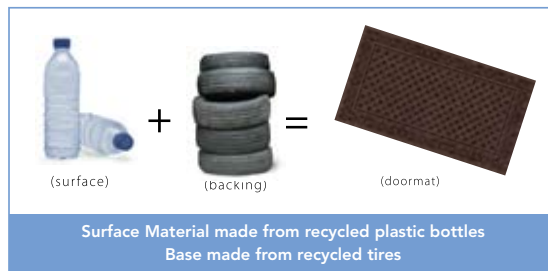 +
=
(surface)
(backing)
(doormat)
Surface Material made from recycled plastic bottles
Base made from recycled tires